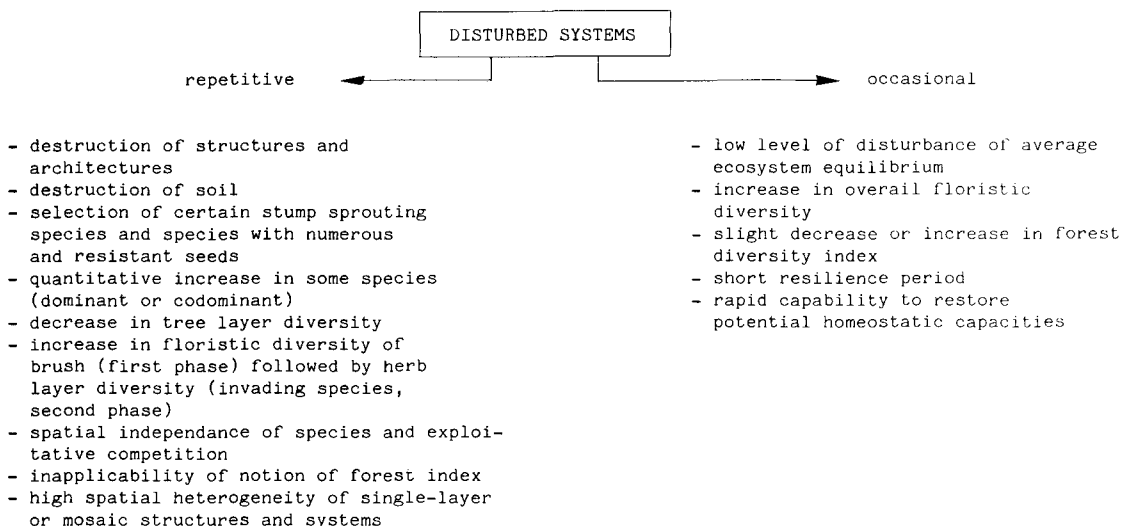 DISTURBED SYSTEMS
repetitive
occasional
- destruction of structures and
architectures
- destruction of soil
- selection of certain stump sprouting
species and species with numerous
and resistant seeds
- quantitative increase in some species
(dominant or codominant)
- decrease in tree layer diversity
- increase in floristic diversity of
brush (first phase) followed by herb
layer diversity (invading species,
second phase)
- spatial independance of species and exploi-
tative competition
- inapplicability of notion of forest index
- high spatial heterogeneity of single-layer
or mosaic structures and systems
- low level of disturbance of average
ecosystem equilibrium
- increase in overail floristic
diversity
- slight decrease or increase in forest
diversity index
- short resilience period
- rapid capability to restore
potential homeostatic capacities